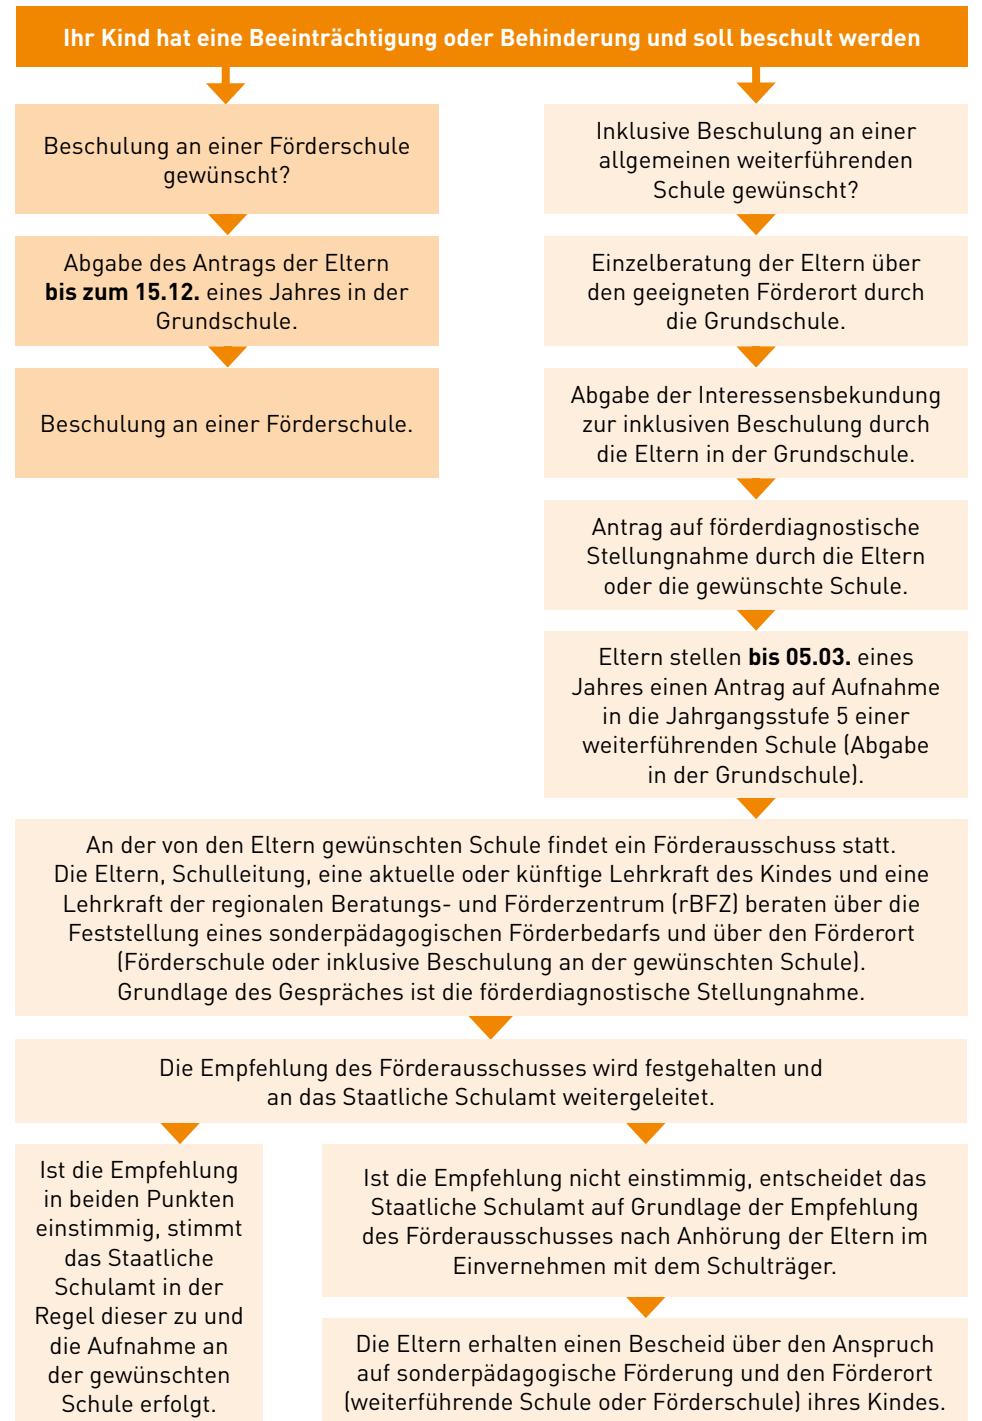 Ihr Kind hat eine Beeinträchtigung oder Behinderung und soll beschult werden
Beschulung an einer Förderschule
gewünscht?
Abgabe des Antrags der Eltern
bis zum 15.12. eines Jahres in der
Grundschule.
Beschulung an einer Förderschule.
Inklusive Beschulung an einer
allgemeinen weiterführenden
Schule gewünscht?
Einzelberatung der Eltern über
den geeigneten Förderort durch
die Grundschule.
Abgabe der Interessensbekundung
zur inklusiven Beschulung durch
die Eltern in der Grundschule.
Antrag auf förderdiagnostische
Stellungnahme durch die Eltern
oder die gewünschte Schule.
Eltern stellen bis 05.03. eines
Jahres einen Antrag auf Aufnahme
in die Jahrgangsstufe 5 einer
weiterführenden Schule (Abgabe
in der Grundschule).
An der von den Eltern gewünschten Schule findet ein Förderausschuss statt.
Die Eltern, Schulleitung, eine aktuelle oder künftige Lehrkraft des Kindes und eine
Lehrkraft der regionalen Beratungs- und Förderzentrum (rBFZ) beraten über die
Feststellung eines sonderpädagogischen Förderbedarfs und über den Förderort
(Förderschule oder inklusive Beschulung an der gewünschten Schule).
Grundlage des Gespräches ist die förderdiagnostische Stellungnahme.
Die Empfehlung des Förderausschusses wird festgehalten und
an das Staatliche Schulamt weitergeleitet.
Ist die Empfehlung
in beiden Punkten
einstimmig, stimmt
das Staatliche
Schulamt in der
Regel dieser zu und
die Aufnahme an
der gewünschten
Schule erfolgt.
Ist die Empfehlung nicht einstimmig, entscheidet das
Staatliche Schulamt auf Grundlage der Empfehlung
des Förderausschusses nach Anhörung der Eltern im
Einvernehmen mit dem Schulträger.
Die Eltern erhalten einen Bescheid über den Anspruch
auf sonderpädagogische Förderung und den Förderort
(weiterführende Schule oder Förderschule) ihres Kindes.